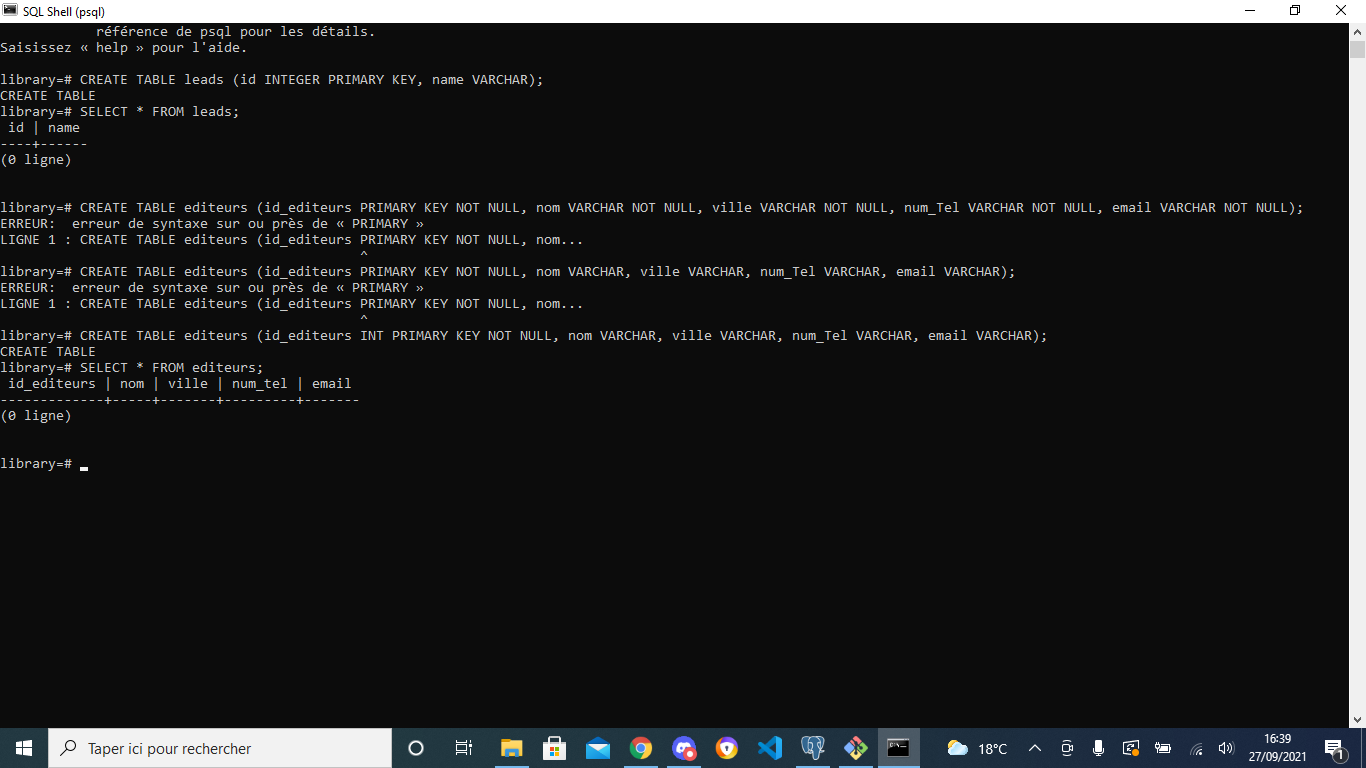 SQL Shell (psql)
référence de psql pour les détails.
Saisissez « help » pour l'aide.
library=# CREATE TABLE leads (id INTEGER PRIMARY KEY, name VARCHAR);
CREATE TABLE
library=# SELECT * FROM leads;
 id | name
----+------
(0 ligne)
library=# CREATE TABLE editeurs (id_editeurs PRIMARY KEY NOT NULL, nom VARCHAR NOT NULL, ville VARCHAR NOT NULL, num_Tel VARCHAR NOT NULL, email VARCHAR NOT NULL);
ERREUR:  erreur de syntaxe sur ou près de « PRIMARY »
LIGNE 1 : CREATE TABLE editeurs (id_editeurs PRIMARY KEY NOT NULL, nom...
^
library=# CREATE TABLE editeurs (id_editeurs PRIMARY KEY NOT NULL, nom VARCHAR, ville VARCHAR, num_Tel VARCHAR, email VARCHAR);
ERREUR:  erreur de syntaxe sur ou près de « PRIMARY »
LIGNE 1 : CREATE TABLE editeurs (id_editeurs PRIMARY KEY NOT NULL, nom...
^
library=# CREATE TABLE editeurs (id_editeurs INT PRIMARY KEY NOT NULL, nom VARCHAR, ville VARCHAR, num_Tel VARCHAR, email VARCHAR);
CREATE TABLE
library=# SELECT * FROM editeurs;
 id_editeurs | nom | ville | num_tel | email
-------------+-----+-------+---------+-------
(0 ligne)
library=#
Taper ici pour rechercher
18°C
16:39
27/09/2021
1